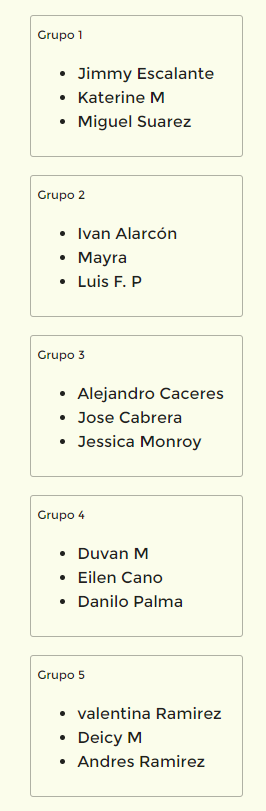 Grupo 1
Jimmy Escalante
Katerine M
Miguel Suarez
Grupo 2
Ivan Alarcón
Mayra
Luis F. P
Grupo 3
Alejandro Caceres
Jose Cabrera
Jessica Monroy
Grupo 4
Duvan M
Eilen Cano
Danilo Palma
Grupo 5
valentina Ramirez
Deicy M
Andres Ramirez